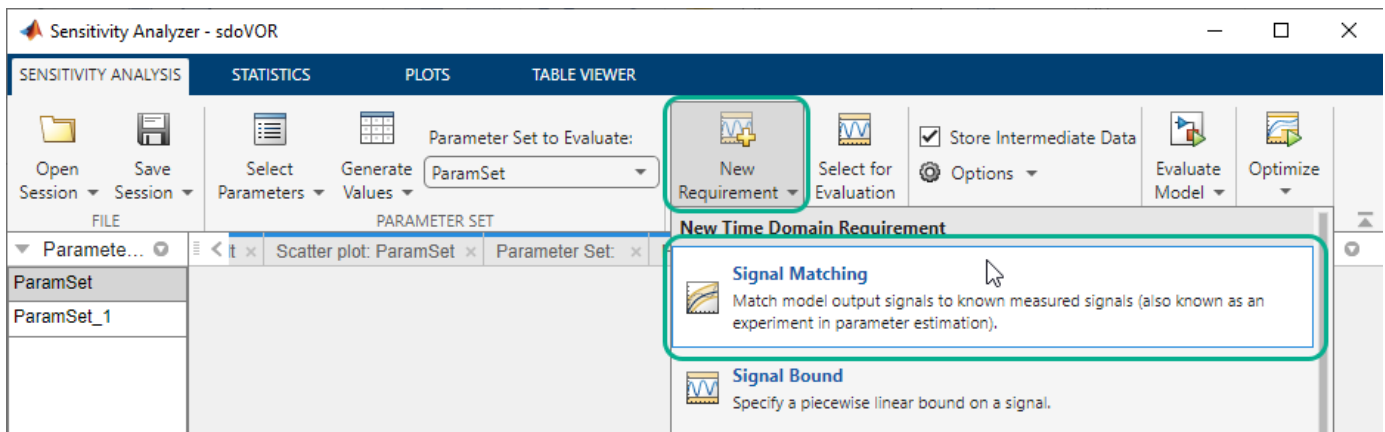 Sensitivity Analyzer - sdoVOR
SENSITIVITY ANALYSIS STATISTICS PLOTS TABLE VIEWER
Open Session
Save Session
Select Parameters
Generate Values
Parameter Set to Evaluate:
ParamSet
New Requirement
Select for Evaluation
Store Intermediate Data
Options
Evaluate Model
Optimize
FILE
PARAMETER SET
New Time Domain Requirement
Paramete...
Scatter plot: ParamSet
Parameter Set:
ParamSet
ParamSet_1
Signal Matching
Match model output signals to known measured signals (also known as an
experiment in parameter estimation).
Signal Bound
Specify a piecewise linear bound on a signal.